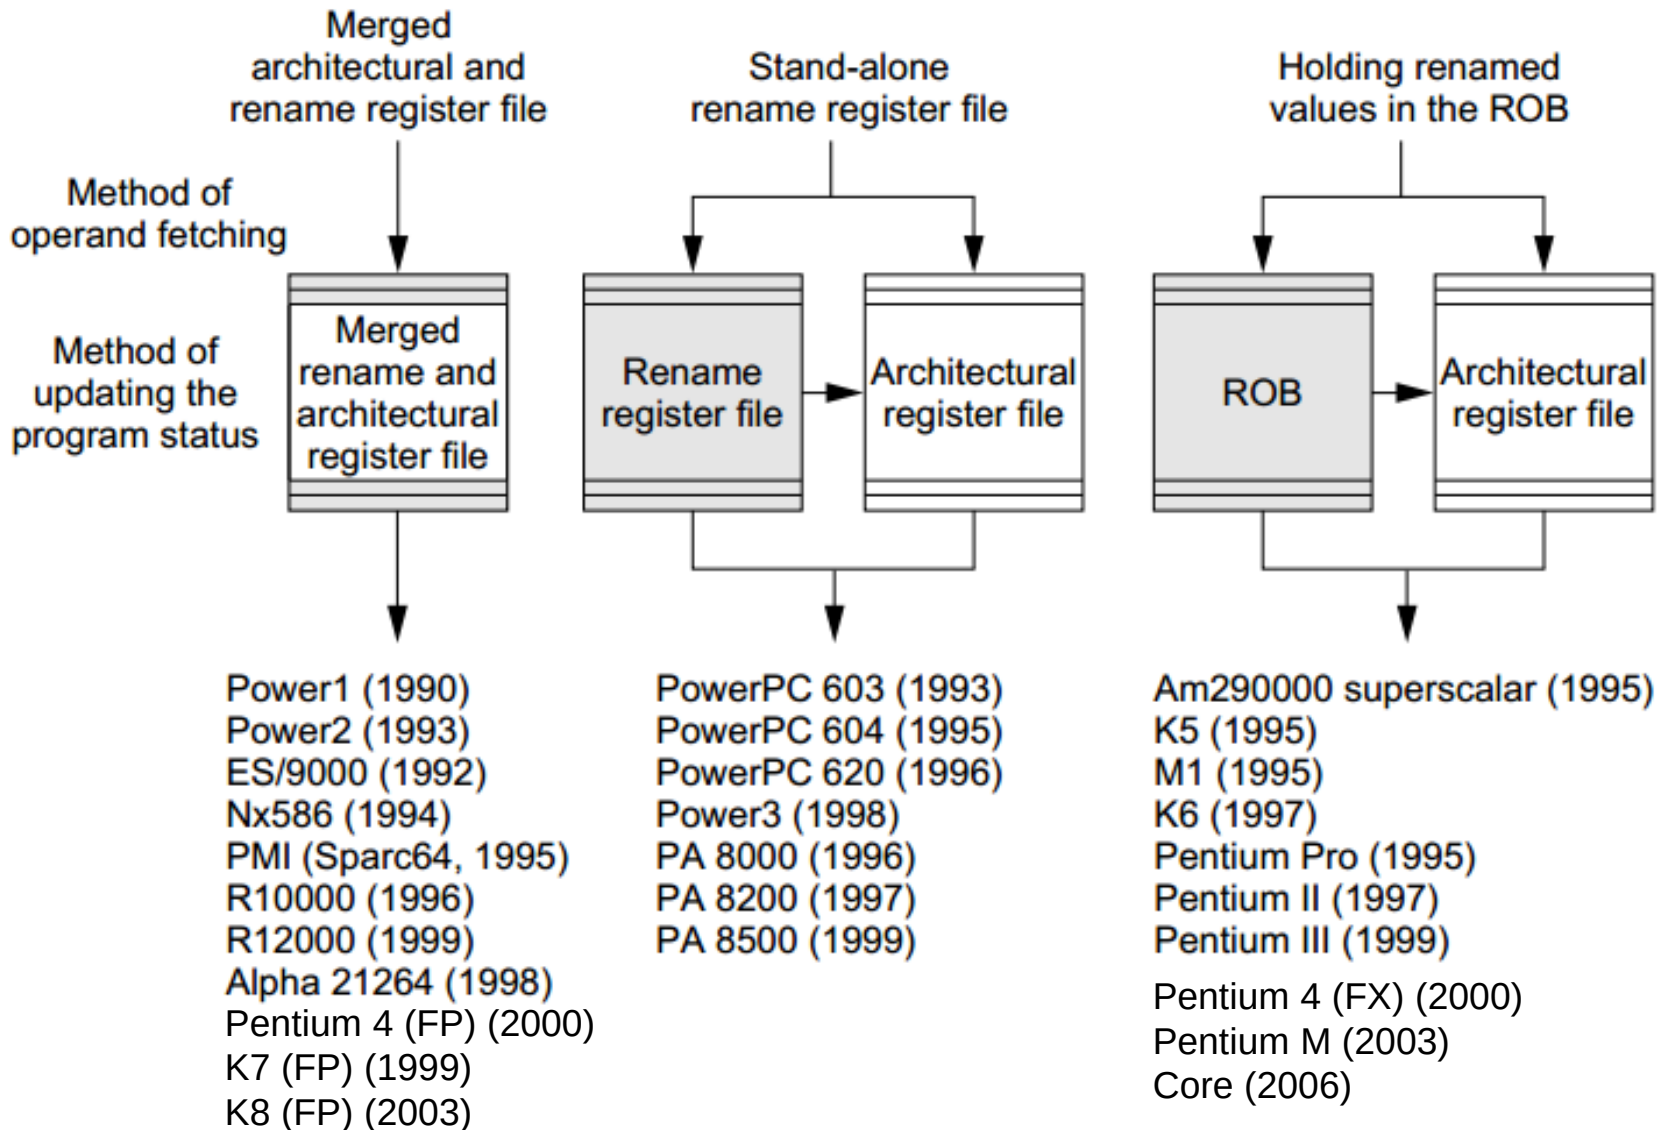 Merged
architectural and
rename register file
Stand-alone
rename register file
Holding renamed
values in the ROB
Method of
operand fetching
Method of
updating the
program status
Merged
rename and
architectural
register file
Rename
register file
Architectural
register file
ROB
Architectural
register file
Power1 (1990)
Power2 (1993)
ES/9000 (1992)
Nx586 (1994)
PMI (Sparc64, 1995)
R10000 (1996)
R12000 (1999)
Alpha 21264 (1998)
Pentium 4 (FP) (2000)
K7 (FP) (1999)
K8 (FP) (2003)
PowerPC 603 (1993)
PowerPC 604 (1995)
PowerPC 620 (1996)
Power3 (1998)
PA 8000 (1996)
PA 8200 (1997)
PA 8500 (1999)
Am290000 superscalar (1995)
K5 (1995)
M1 (1995)
K6 (1997)
Pentium Pro (1995)
Pentium II (1997)
Pentium III (1999)
Pentium 4 (FX) (2000)
Pentium M (2003)
Core (2006)